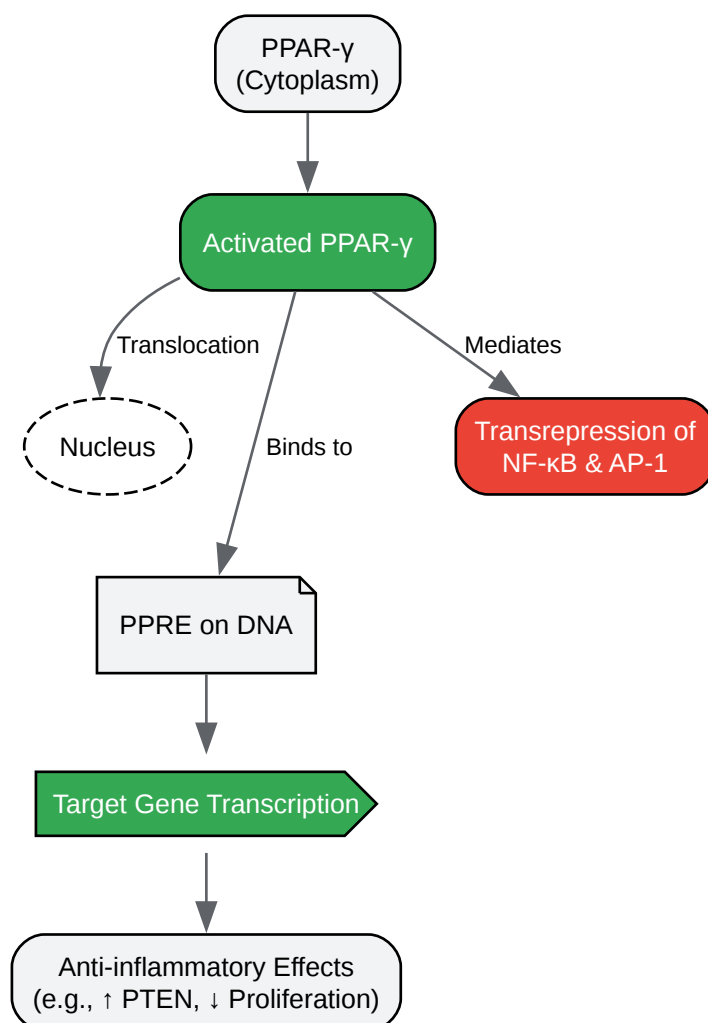 PPAR-γ
(Cytoplasm)
Activated PPAR-γ
Translocation
Mediates
Nucleus
Binds to
Transrepression of
NF-κB & AP-1
PPRE on DNA
Target Gene Transcription
Anti-inflammatory Effects
(e.g., ↑ PTEN, ↓ Proliferation)